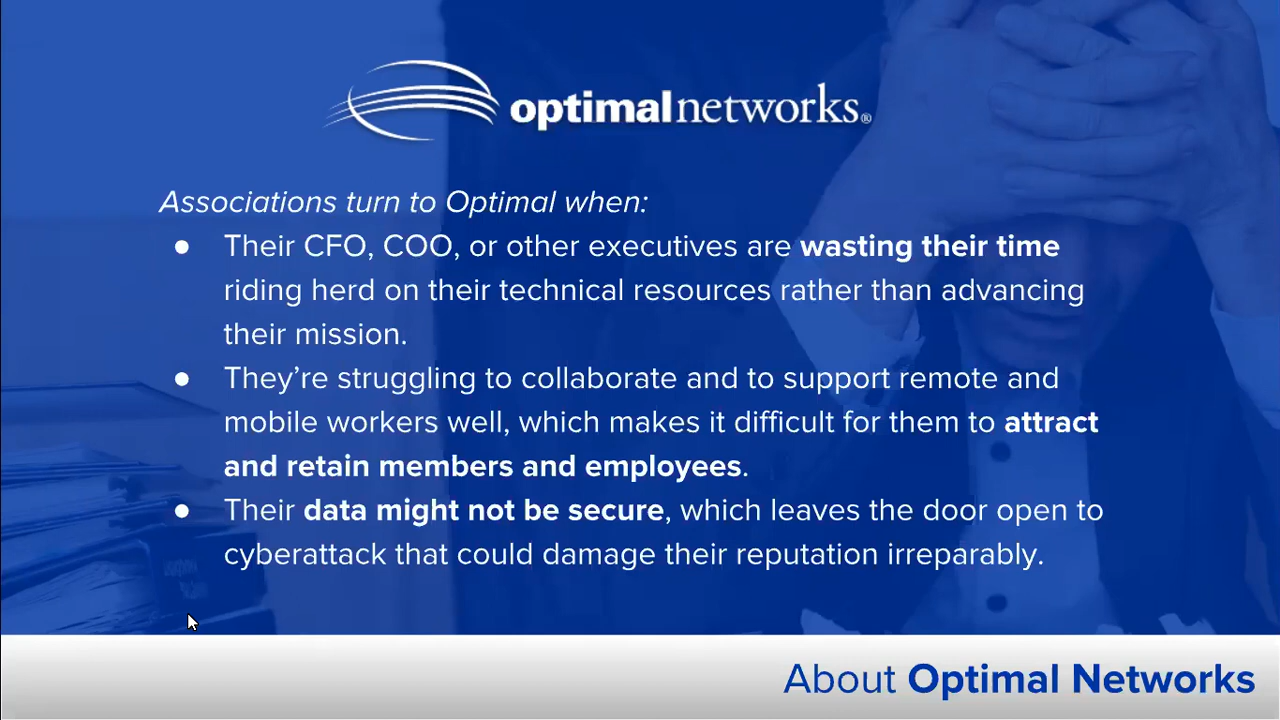 optimalnetworks®
Associations turn to Optimal when:
● Their CFO, COO, or other executives are wasting their time
riding herd on their technical resources rather than advancing
their mission.
● They’re struggling to collaborate and to support remote and
mobile workers well, which makes it difficult for them to attract
and retain members and employees.
● Their data might not be secure, which leaves the door open to
cyberattack that could damage their reputation irreparably.
About Optimal Networks